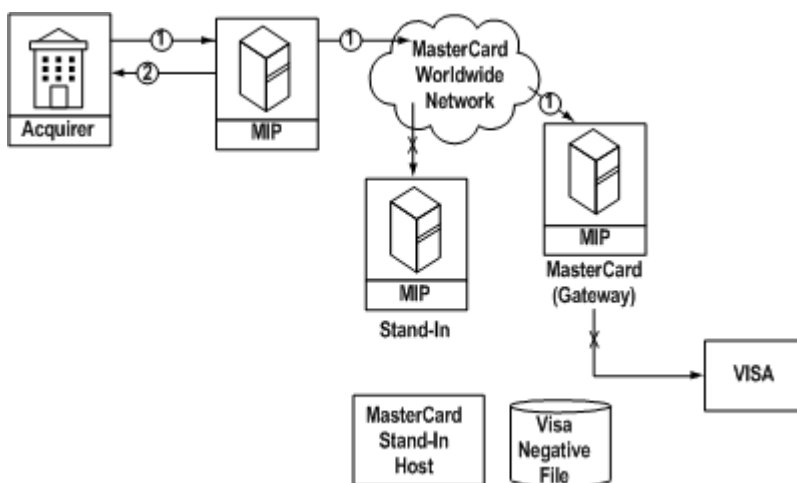 1
1
2
MasterCard
Worldwide
Network
1
Acquirer
MIP
MIP
MasterCard
(Gateway)
MIP
Stand-In
VISA
MasterCard
Stand-In
Host
Visa
Negative
File